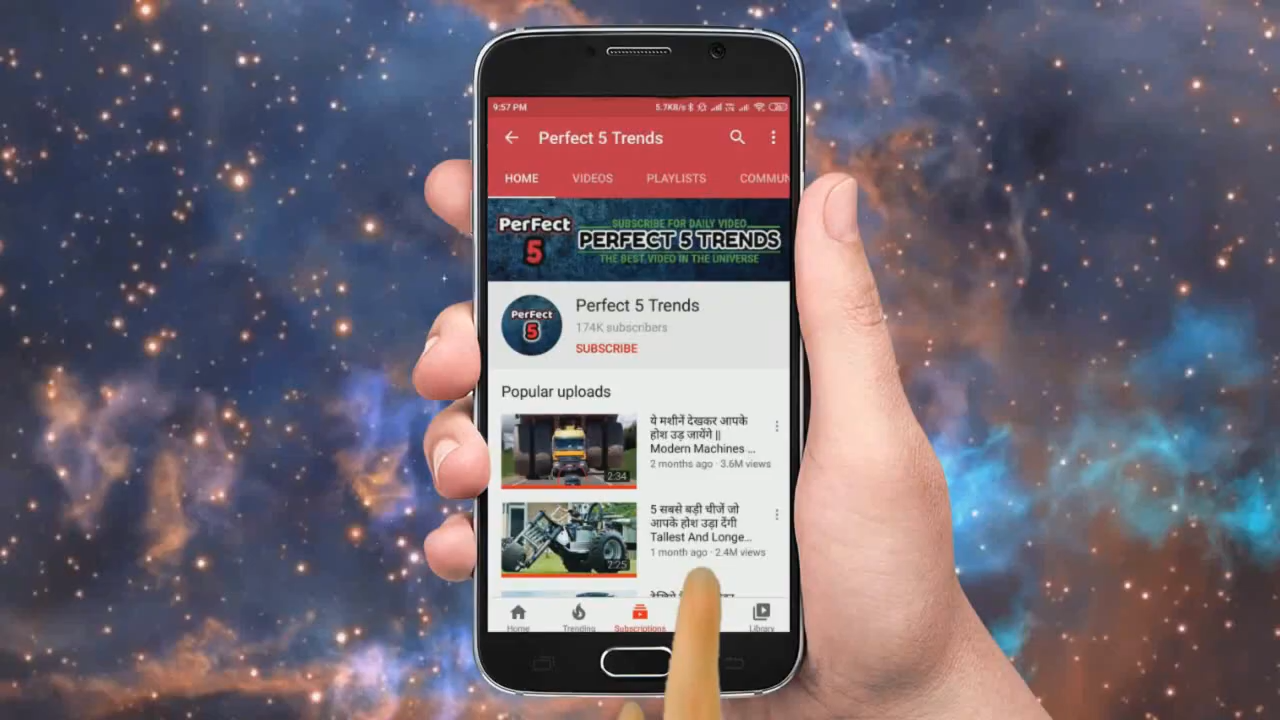 9:57 PM 5.7KB/s
Perfect 5 Trends
HOME VIDEOS PLAYLISTS COMMUN
PerFect
5
SUBSCRIBE FOR DAILY VIDEO
PERFECT 5 TRENDS
THE BEST VIDEO IN THE UNIVERSE
PerFect
5
Perfect 5 Trends
174K subscribers
SUBSCRIBE
Popular uploads
2:34
ये मशीनें देखकर आपके
होश उड़ जायेंगे ||
Modern Machines ...
2 months ago · 3.6M views
2:25
5 सबसे बड़ी चीजें जो
आपके होश उड़ा देंगी
Tallest And Longe...
1 month ago · 2.4M views
Home Trending Subscriptions Library